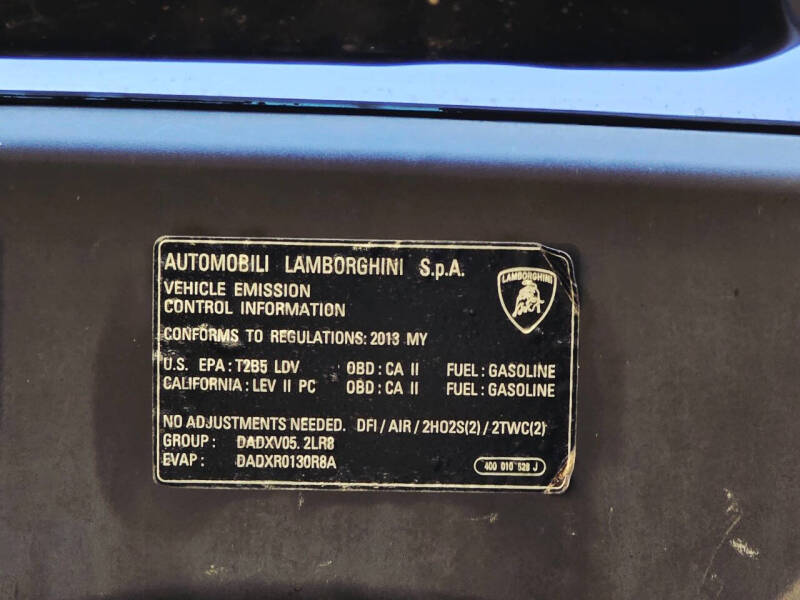 AUTOMOBILI LAMBORGHINI S.p.A.
LAMBORGHINI
VEHICLE EMISSION
CONTROL INFORMATION
CONFORMS TO REGULATIONS: 2013 MY
U.S. EPA : T2B5 LDV OBD : CA II FUEL : GASOLINE
CALIFORNIA : LEV II PC OBD : CA II FUEL : GASOLINE
NO ADJUSTMENTS NEEDED. DFI / AIR / 2HO2S(2) / 2TWC(2)
GROUP : DADXV05. 2LR8
EVAP : DADXR0130R8A
400 010 528 J